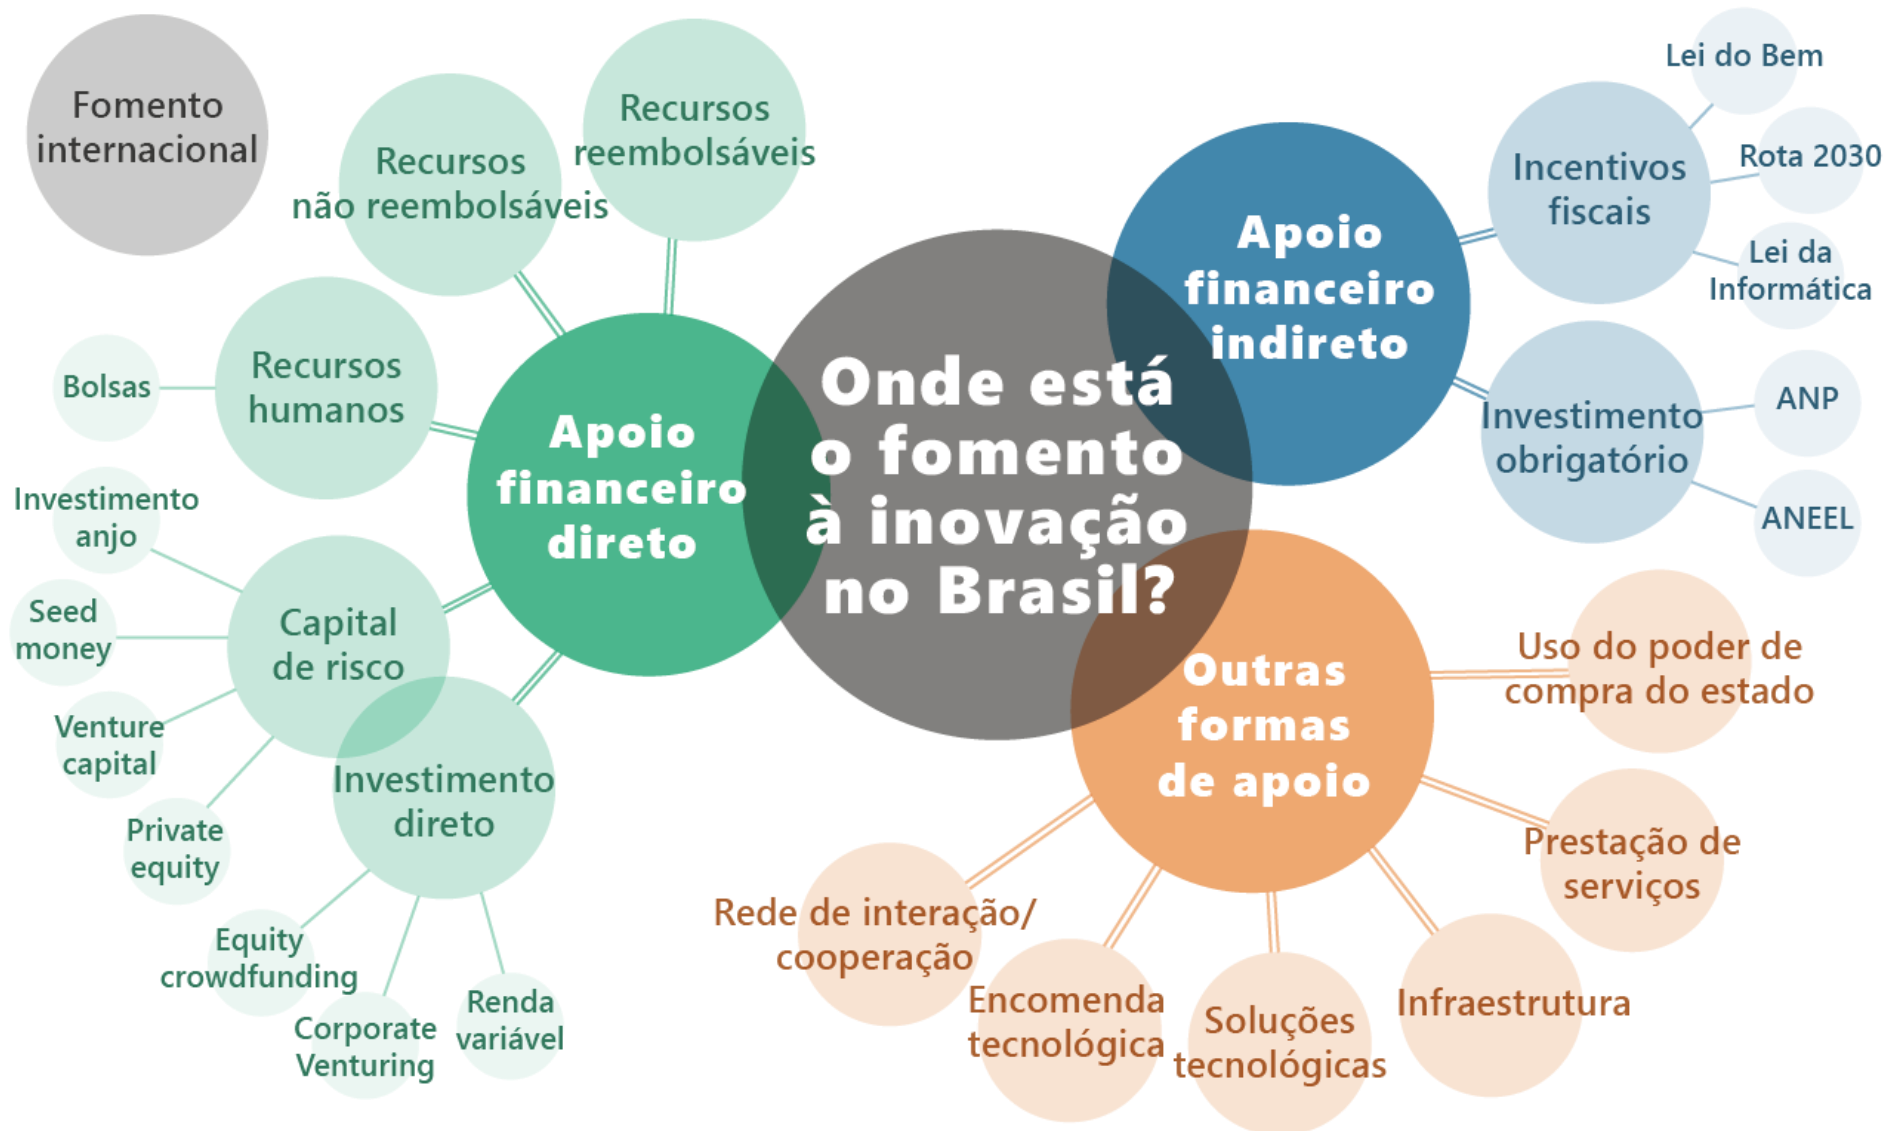 Fomento
internacional
Recursos
não reembolsáveis
Recursos
reembolsáveis
Recursos
humanos
Bolsas
Apoio
financeiro
direto
Investimento
anjo
Seed
money
Venture
capital
Private
equity
Capital
de risco
Investimento
direto
Equity
crowdfunding
Corporate
Venturing
Renda
variável
Onde está
o fomento
à inovação
no Brasil?
Apoio
financeiro
indireto
Incentivos
fiscais
Lei do Bem
Rota 2030
Lei da
Informática
Investimento
obrigatório
ANP
ANEEL
Outras
formas
de apoio
Uso do poder de
compra do estado
Prestação de
serviços
Infraestrutura
Soluções
tecnológicas
Encomenda
tecnológica
Rede de interação/
cooperação